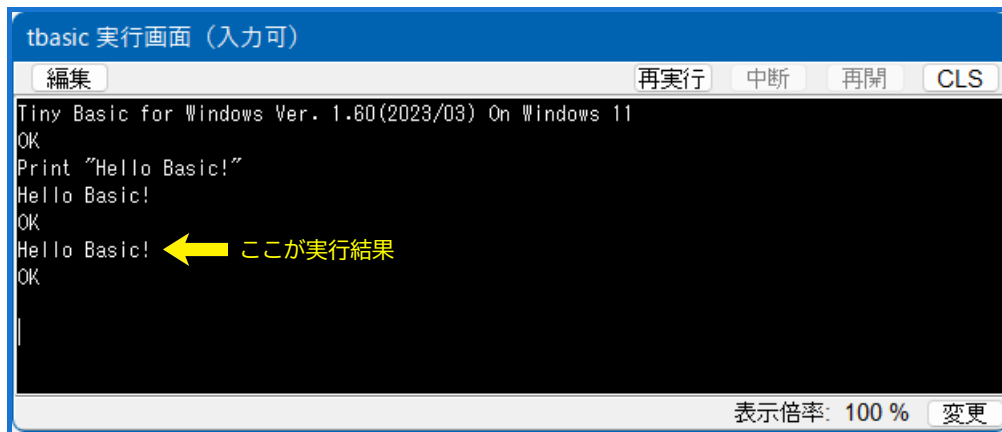 tbasic 実行画面（入力可）
編集 再実行 中断 再開 CLS
Tiny Basic for Windows Ver. 1.60(2023/03) On Windows 11
OK
Print "Hello Basic!"
Hello Basic!
OK
Hello Basic! ここが実行結果
OK
表示倍率: 100 % 変更